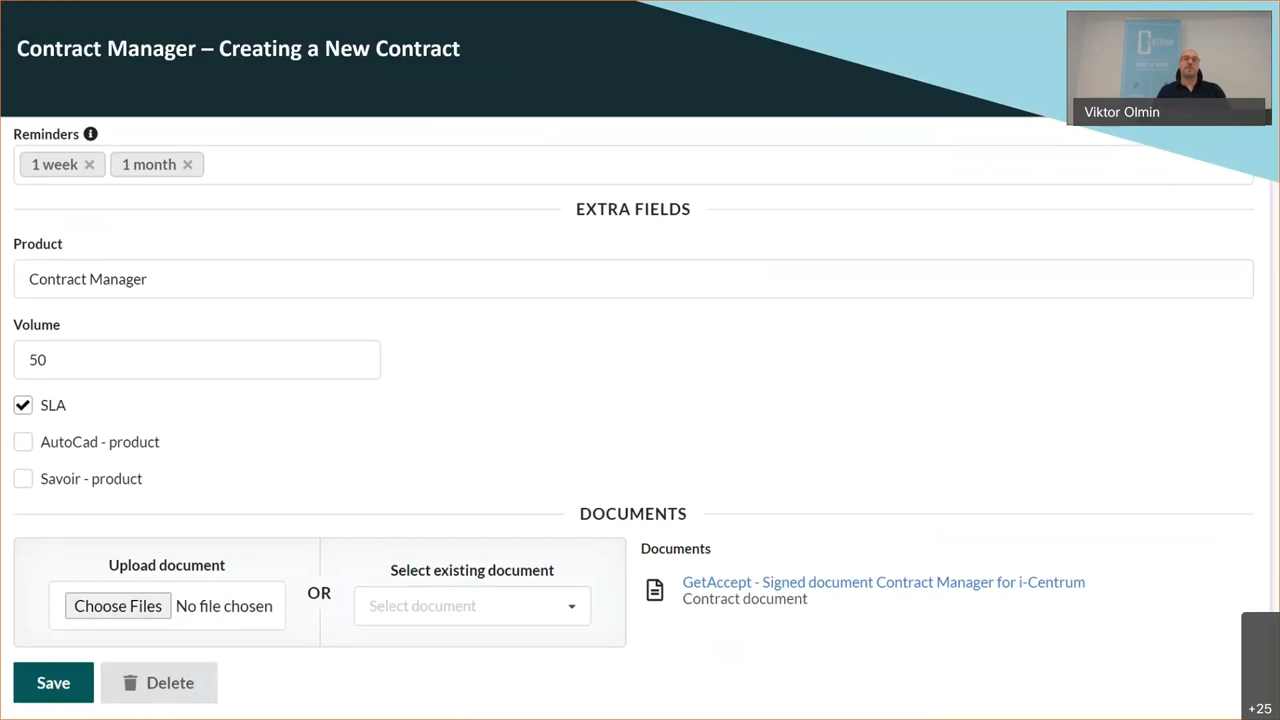 Contract Manager – Creating a New Contract
Viktor Olmin
Reminders
1 week
1 month
EXTRA FIELDS
Product
Contract Manager
Volume
50
SLA
AutoCad - product
Savoir - product
DOCUMENTS
Upload document
Choose Files No file chosen
OR
Select existing document
Select document
Documents
GetAccept - Signed document Contract Manager for i-Centrum
Contract document
Save
Delete
+25